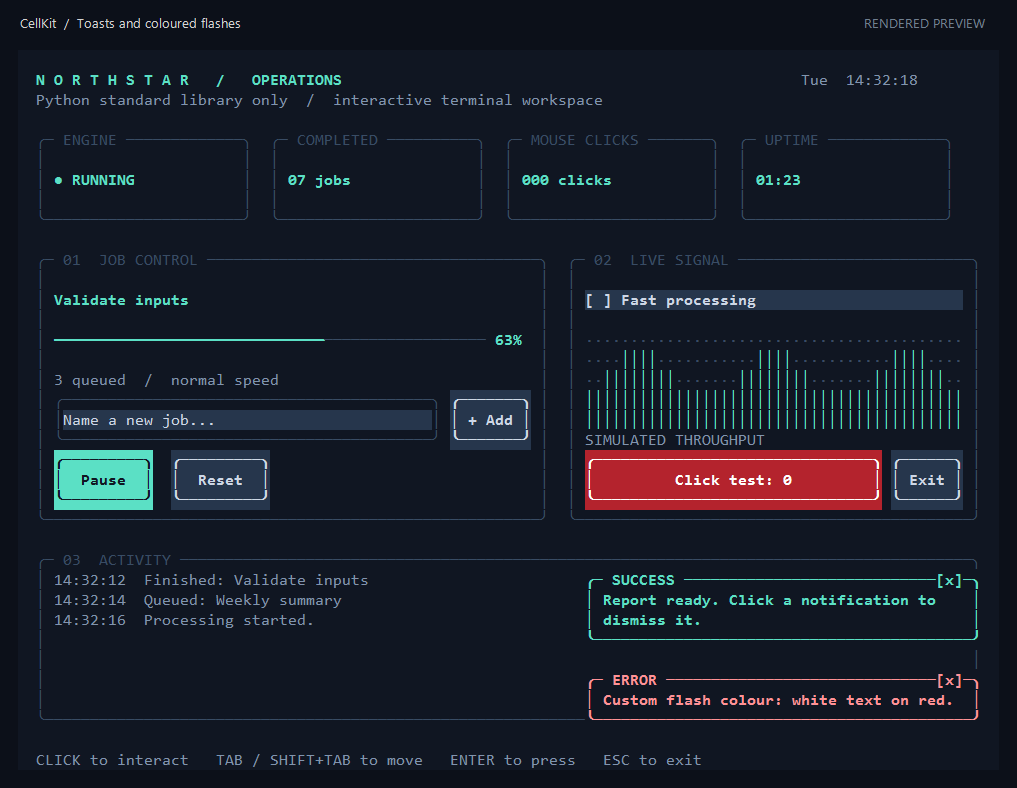 CellKit / Toasts and coloured flashes
RENDERED PREVIEW
N O R T H S T A R / OPERATIONS
Tue 14:32:18
Python standard library only / interactive terminal workspace
ENGINE
COMPLETED
MOUSE CLICKS
UPTIME
● RUNNING
07 jobs
000 clicks
01:23
01 JOB CONTROL
Validate inputs
63%
3 queued / normal speed
Name a new job...
+ Add
Pause
Reset
02 LIVE SIGNAL
[ ] Fast processing
SIMULATED THROUGHPUT
Click test: 0
Exit
03 ACTIVITY
14:32:12 Finished: Validate inputs
14:32:14 Queued: Weekly summary
14:32:16 Processing started.
SUCCESS [x]
Report ready. Click a notification to
dismiss it.
ERROR [x]
Custom flash colour: white text on red.
CLICK to interact TAB / SHIFT+TAB to move ENTER to press ESC to exit